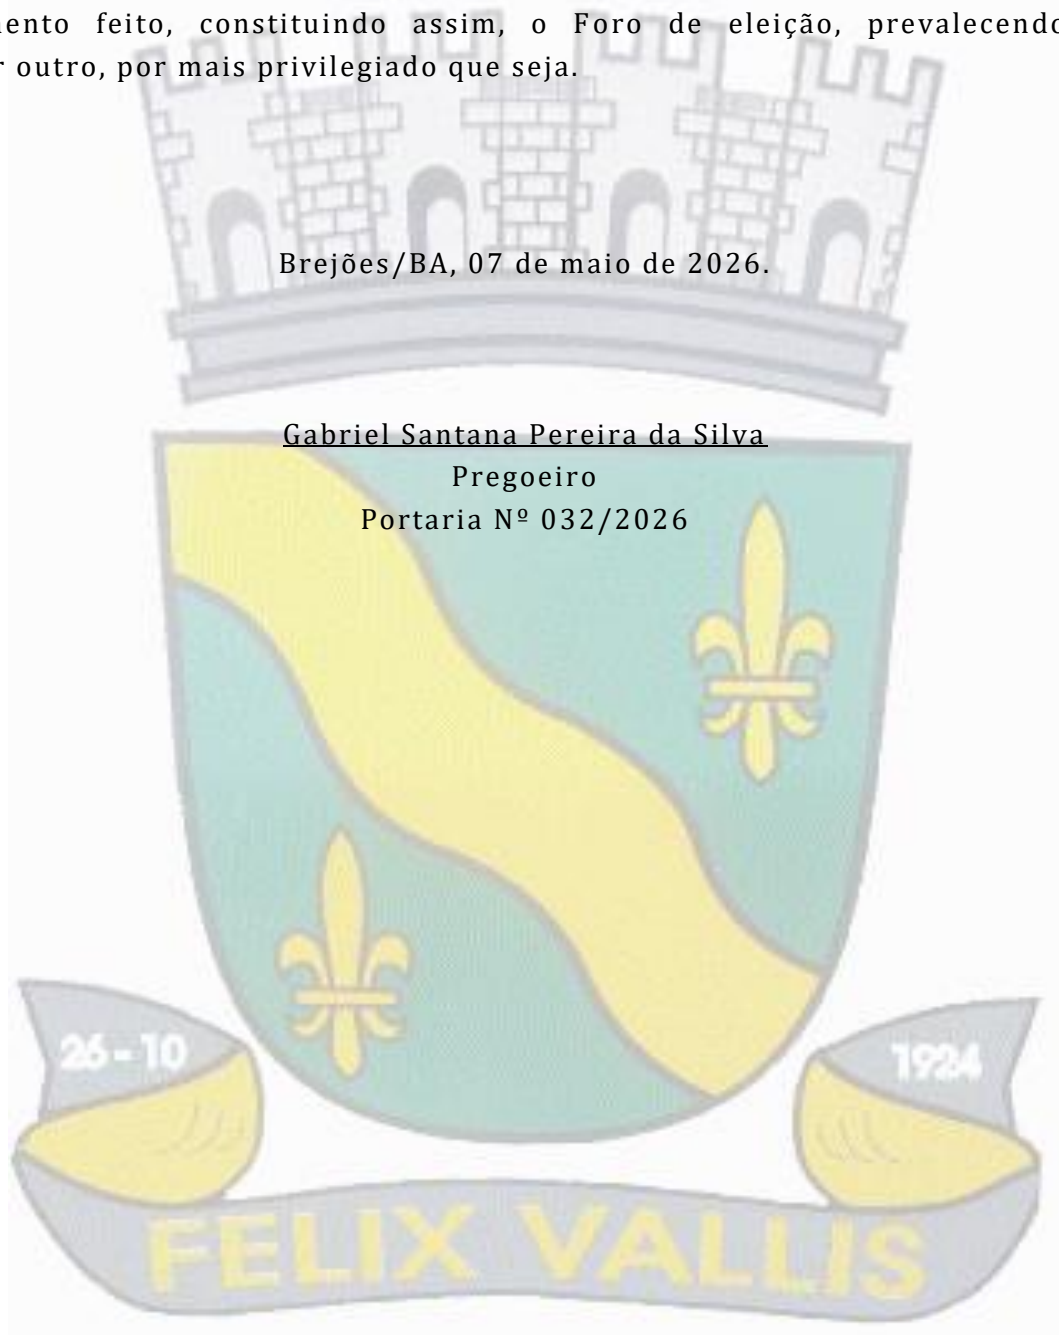 mento feito, constituindo assim, o Foro de eleição, prevalecendo
r outro, por mais privilegiado que seja.
Brejões/BA, 07 de maio de 2026.
Gabriel Santana Pereira da Silva
Pregoeiro
Portaria Nº 032/2026
26-10
1924
FELIX VALLIS